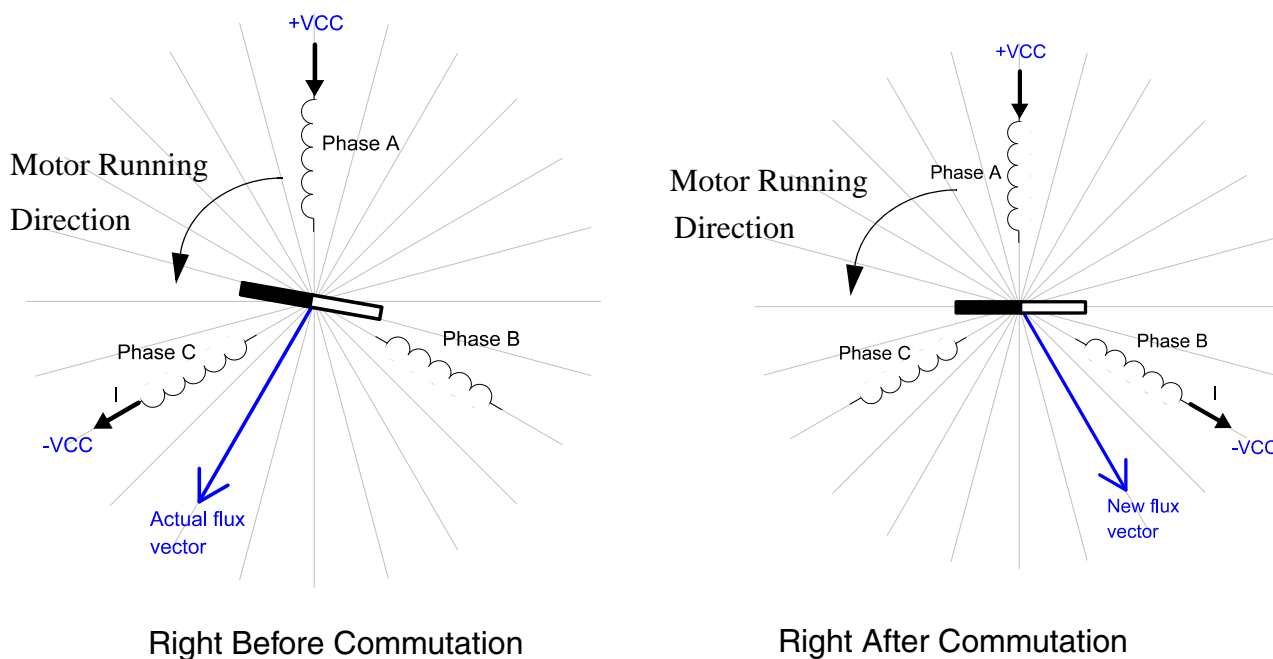 +VCC
Phase A
Motor Running
Direction
Phase C
Phase B
I
-VCC
Actual flux
vector
Right Before Commutation
+VCC
Phase A
Motor Running
Direction
Phase C
Phase B
I
-VCC
New flux
vector
Right After Commutation